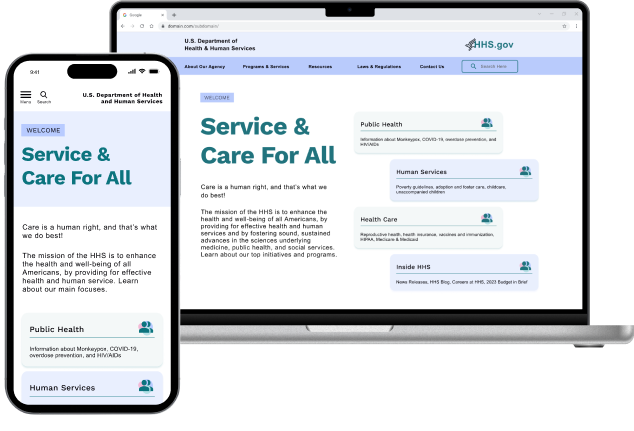 Google
domain.com/subdomain/
U.S. Department of
Health & Human Services
HHS.gov
About Our Agency
Programs & Services
Resources
Laws & Regulations
Contact Us
Search Here
WELCOME
Service &
Care For All
Care is a human right, and that's what we
do best!
The mission of the HHS is to enhance the
health and well-being of all Americans, by
providing for effective health and human
services and by fostering sound, sustained
advances in the sciences underlying
medicine, public health, and social services.
Learn about our top initiatives and programs.
Public Health
Information about Monkeypox, COVID-19, overdose prevention, and
HIV/AIDs
Human Services
Poverty guidelines, adoption and foster care, childcare,
unaccompanied children
Health Care
Reproductive health, health insurance, vaccines and immunization,
HIPAA, Medicare & Medicaid
Inside HHS
News Releases, HHS Blog, Careers at HHS, 2023 Budget in Brief
9:41
Menu
Search
U.S. Department of Health
and Human Services
WELCOME
Service &
Care For All
Care is a human right, and that's what
we do best!
The mission of the HHS is to enhance
the health and well-being of all
Americans, by providing for effective
health and human service. Learn
about our main focuses.
Public Health
Information about Monkeypox, COVID-19,
overdose prevention, and HIV/AIDs
Human Services